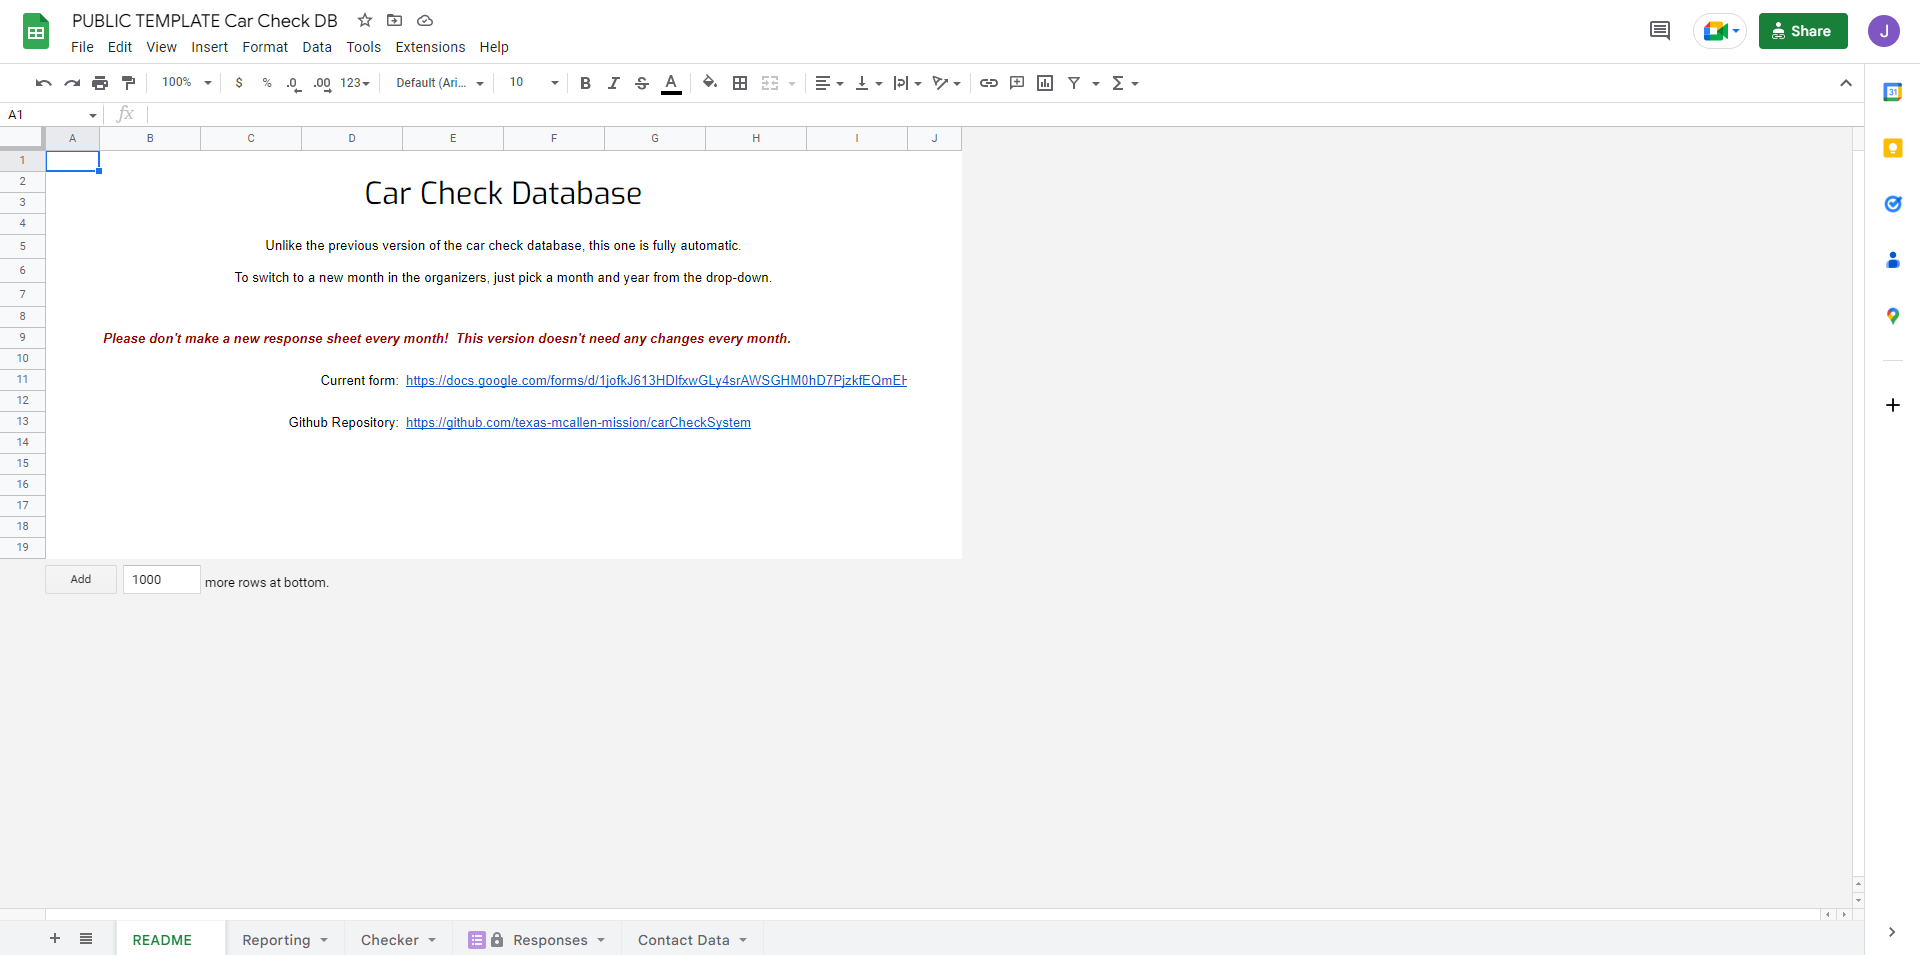 PUBLIC TEMPLATE Car Check DB
File Edit View Insert Format Data Tools Extensions Help
Share
J
100% $ % .0 .00 123 Default (Ari... 10 B I S A
31
A1 fx
A B C D E F G H I J
1
2
Car Check Database
3
4
5 Unlike the previous version of the car check database, this one is fully automatic.
6 To switch to a new month in the organizers, just pick a month and year from the drop-down.
7
8
9 Please don't make a new response sheet every month! This version doesn't need any changes every month.
10
11 Current form: https://docs.google.com/forms/d/1jofkJ613HDIfxwGLy4srAWSGHM0hD7PjzkfEQmEH
12
13 Github Repository: https://github.com/texas-mcallen-mission/carCheckSystem
14
15
16
17
18
19
Add 1000 more rows at bottom.
README Reporting Checker Responses Contact Data